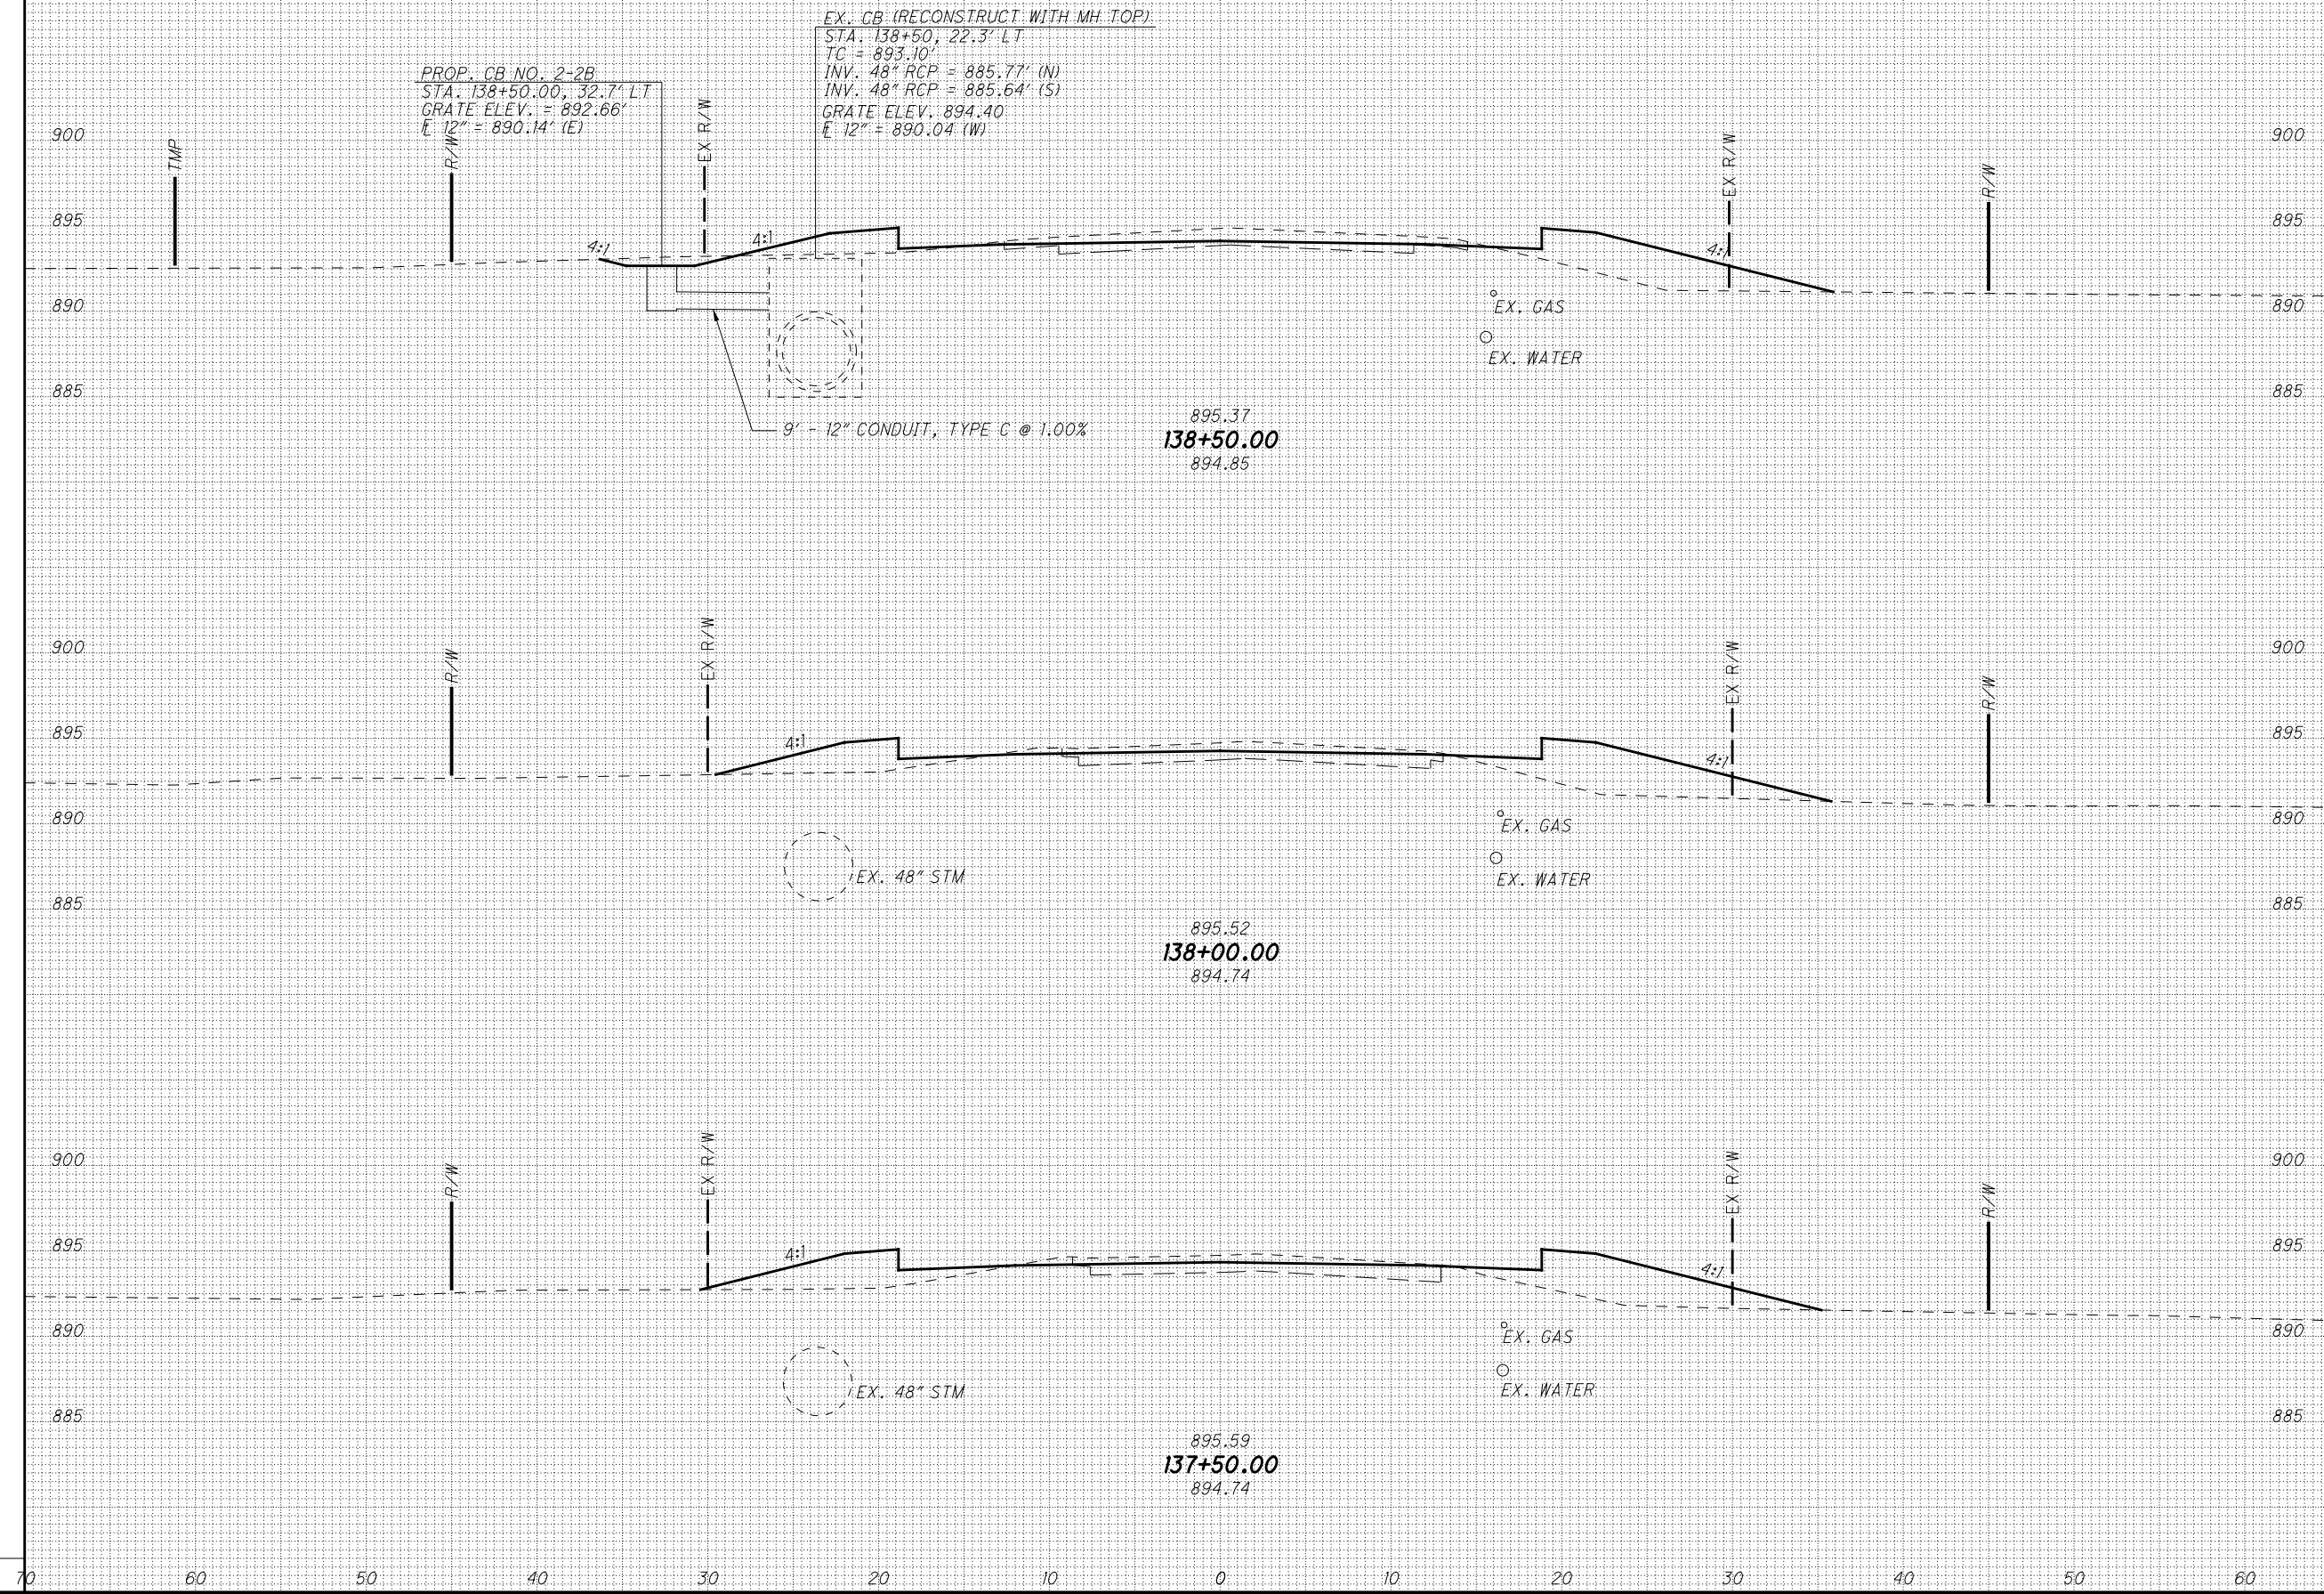 EX. CB (RECONSTRUCT WITH MH TOP)
STA. 138+50, 22.3' LT
TC = 893.10'
INV. 48" RCP = 885.77' (N)
INV. 48" RCP = 885.64' (S)
GRATE ELEV. 894.40
FL 12" = 890.04 (W)
PROP. CB NO. 2-2B
STA. 138+50.00, 32.7' LT
GRATE ELEV. = 892.66'
FL 12" = 890.14' (E)
TMP
R/W
EX R/W
EX R/W
R/W
900
900
895
895
890
890
885
885
4:1
4:1
4:1
EX. GAS
EX. WATER
9' - 12" CONDUIT, TYPE C @ 1.00%
895.37
138+50.00
894.85
R/W
EX R/W
EX R/W
R/W
900
900
895
895
890
890
885
885
4:1
4:1
EX. GAS
EX. WATER
EX. 48" STM
895.52
138+00.00
894.74
R/W
EX R/W
EX R/W
R/W
900
900
895
895
890
890
885
885
4:1
4:1
EX. GAS
EX. WATER
EX. 48" STM
895.59
137+50.00
894.74
70 60 50 40 30 20 10 0 10 20 30 40 50 60